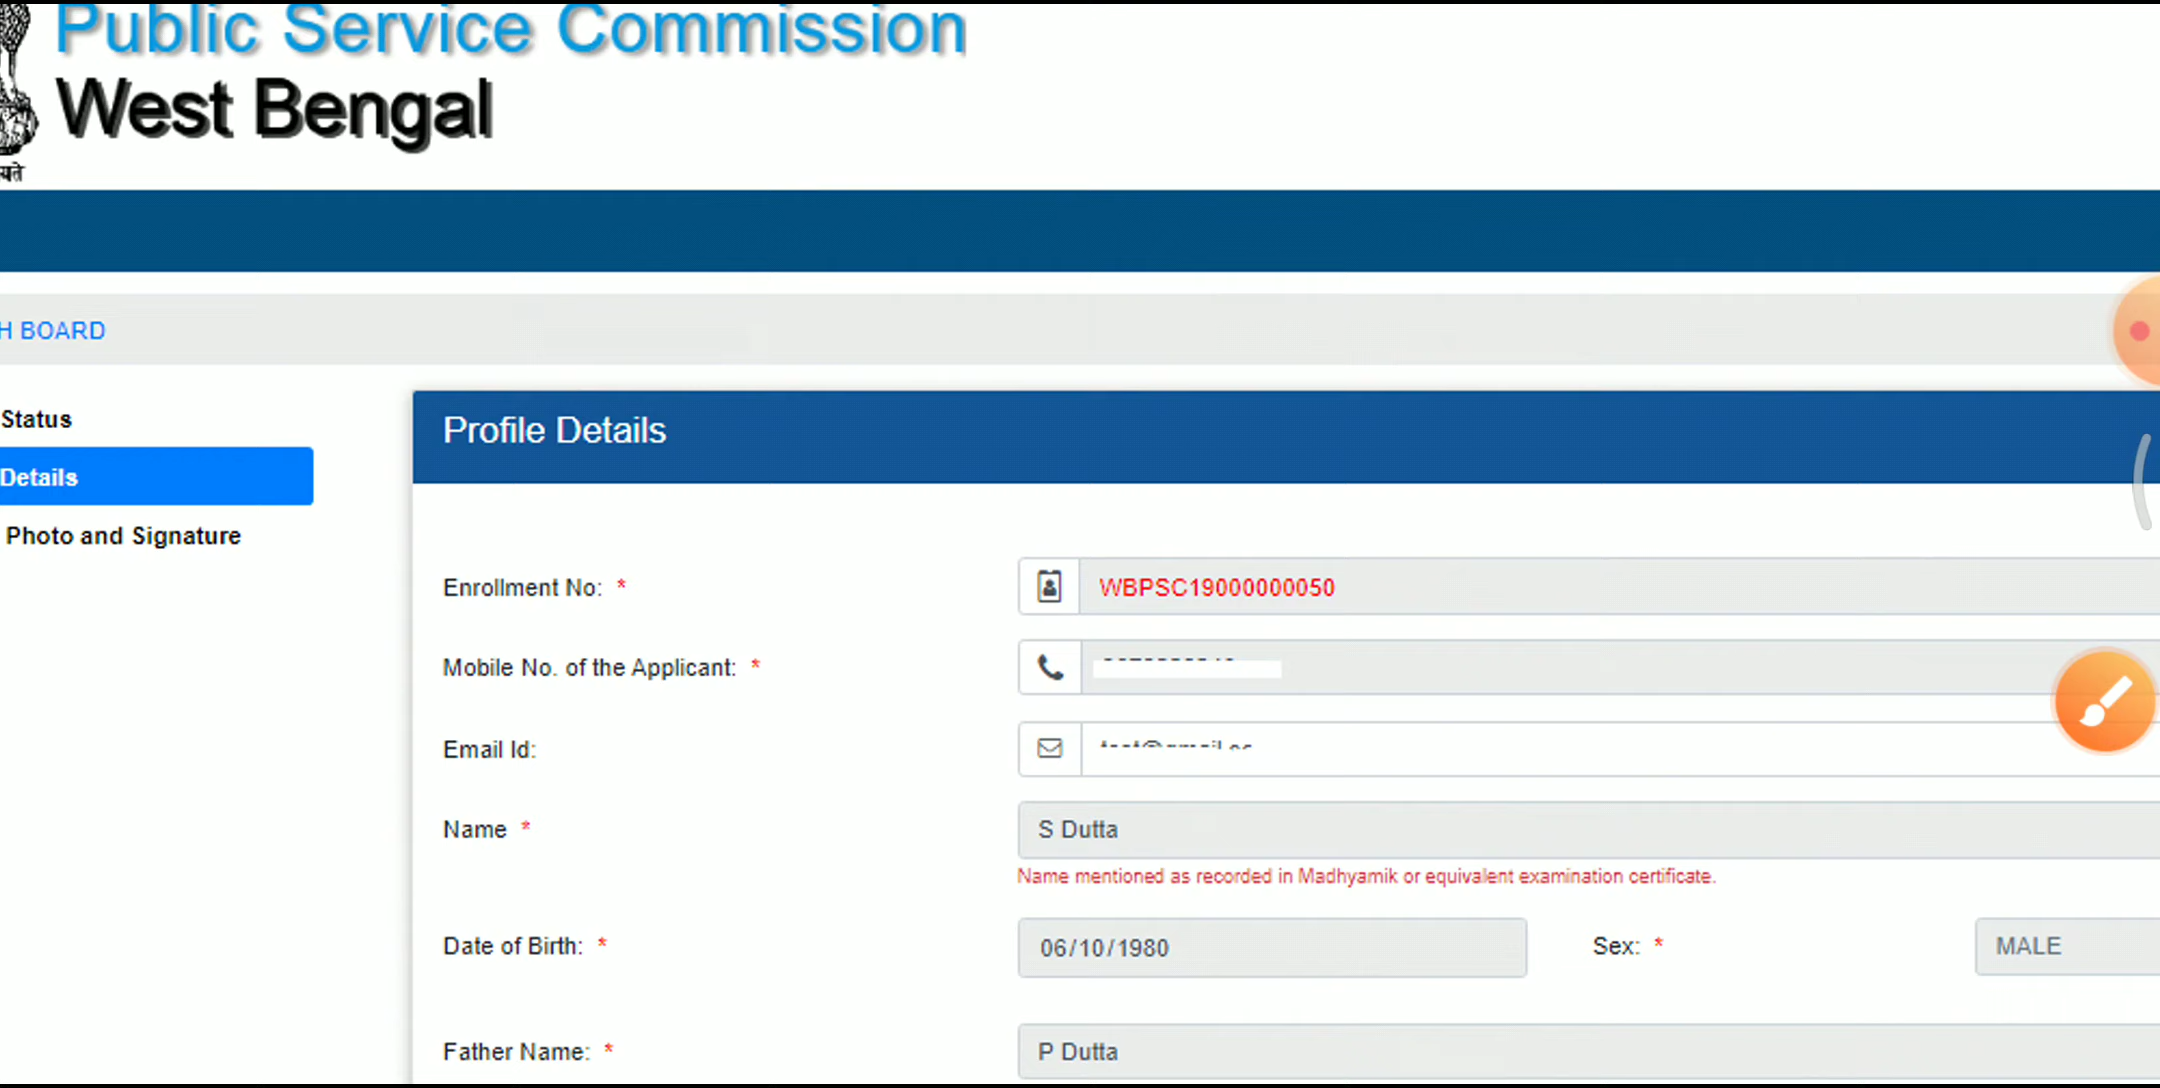 Public Service Commission
West Bengal
BOARD
Status
Details
Photo and Signature
Profile Details
Enrollment No: * WBPSC19000000050
Mobile No. of the Applicant: *
Email Id:
Name * S Dutta
Name mentioned as recorded in Madhyamik or equivalent examination certificate.
Date of Birth: * 06/10/1980 Sex: * MALE
Father Name: * P Dutta